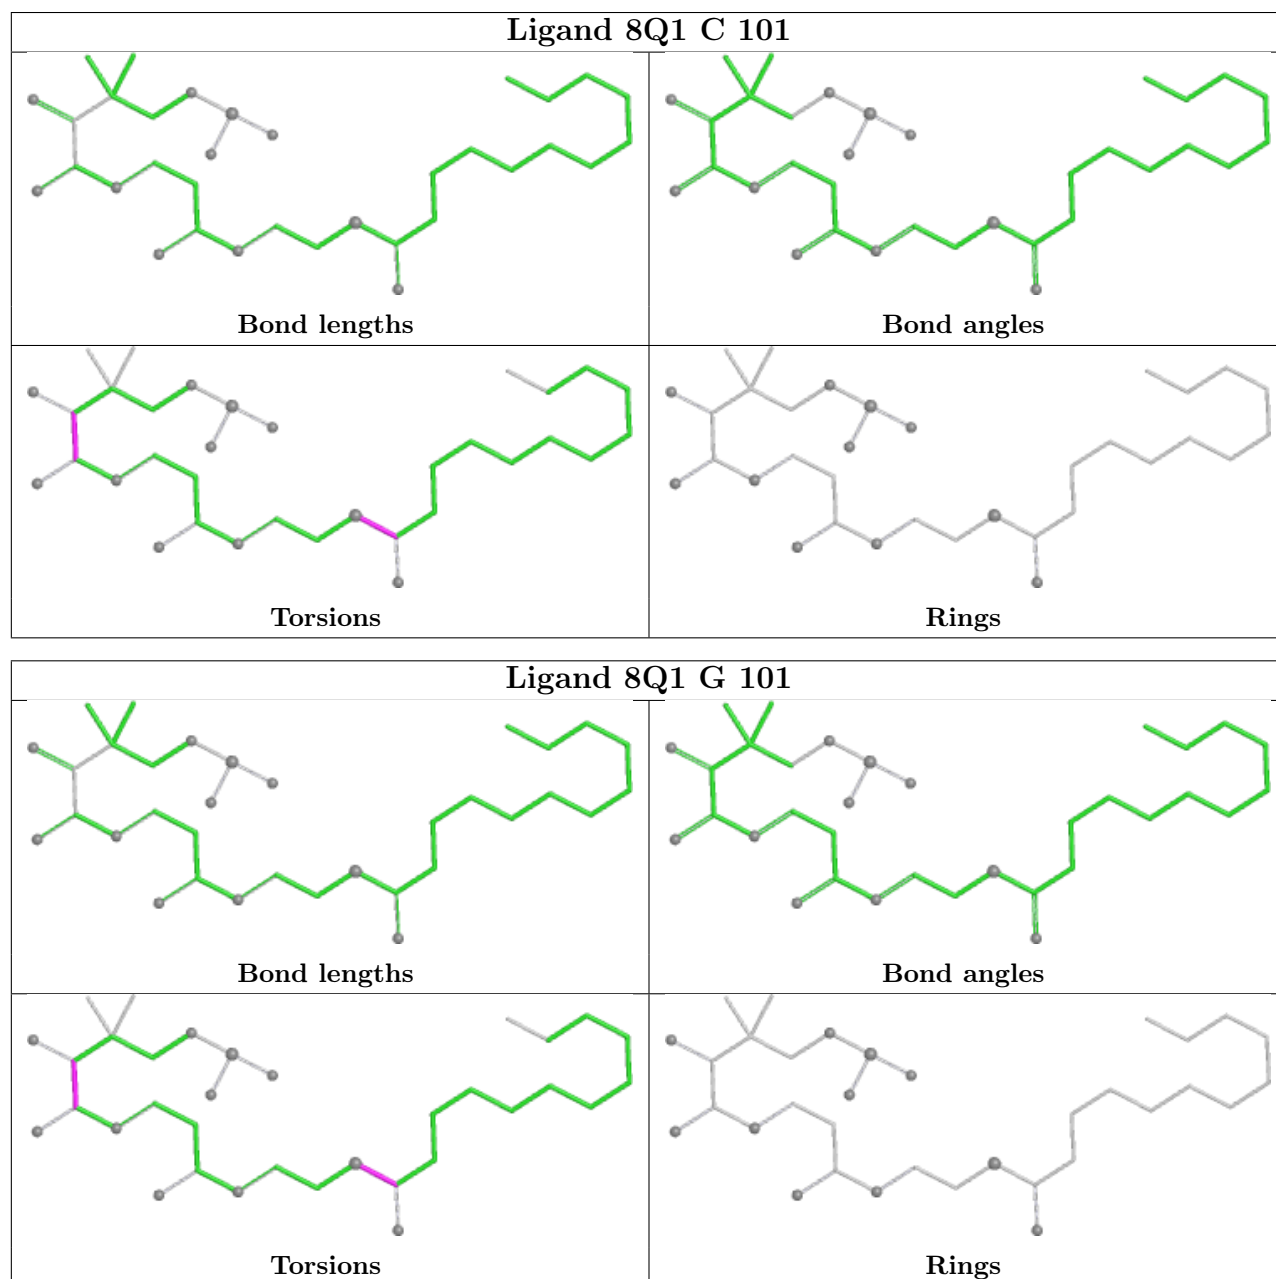 Ligand 8Q1 C 101
Bond lengths
Bond angles
Torsions
Rings
Ligand 8Q1 G 101
Bond lengths
Bond angles
Torsions
Rings